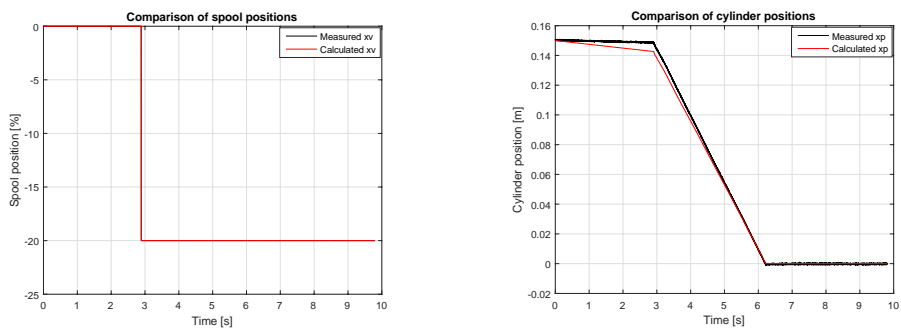 Comparison of spool positions
Measured xv
Calculated xv
Spool position [%]
0
-5
-10
-15
-20
-25
0 1 2 3 4 5 6 7 8 9 10
Time [s]
Comparison of cylinder positions
Measured xp
Calculated xp
Cylinder position [m]
0.16
0.14
0.12
0.1
0.08
0.06
0.04
0.02
0
-0.02
0 1 2 3 4 5 6 7 8 9 10
Time [s]